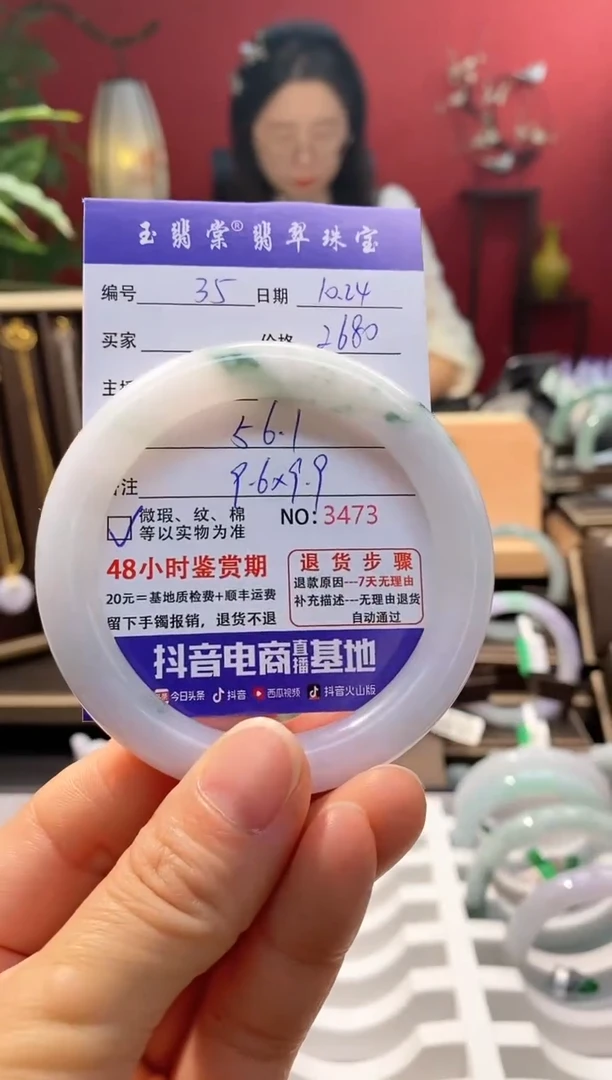 玉翡棠®翡翠珠宝
编号 35 日期 10.24
买家 价格 2680
主播
56.1
备注 9.6x9.9
微瑕、纹、棉
等以实物为准
NO: 3473
48小时鉴赏期
20元=基地质检费+顺丰运费
留下手镯报销，退货不退
退货步骤
退款原因---7天无理由
补充描述---无理由退货
自动通过
抖音电商直播基地
今日头条 抖音 西瓜视频 抖音火山版